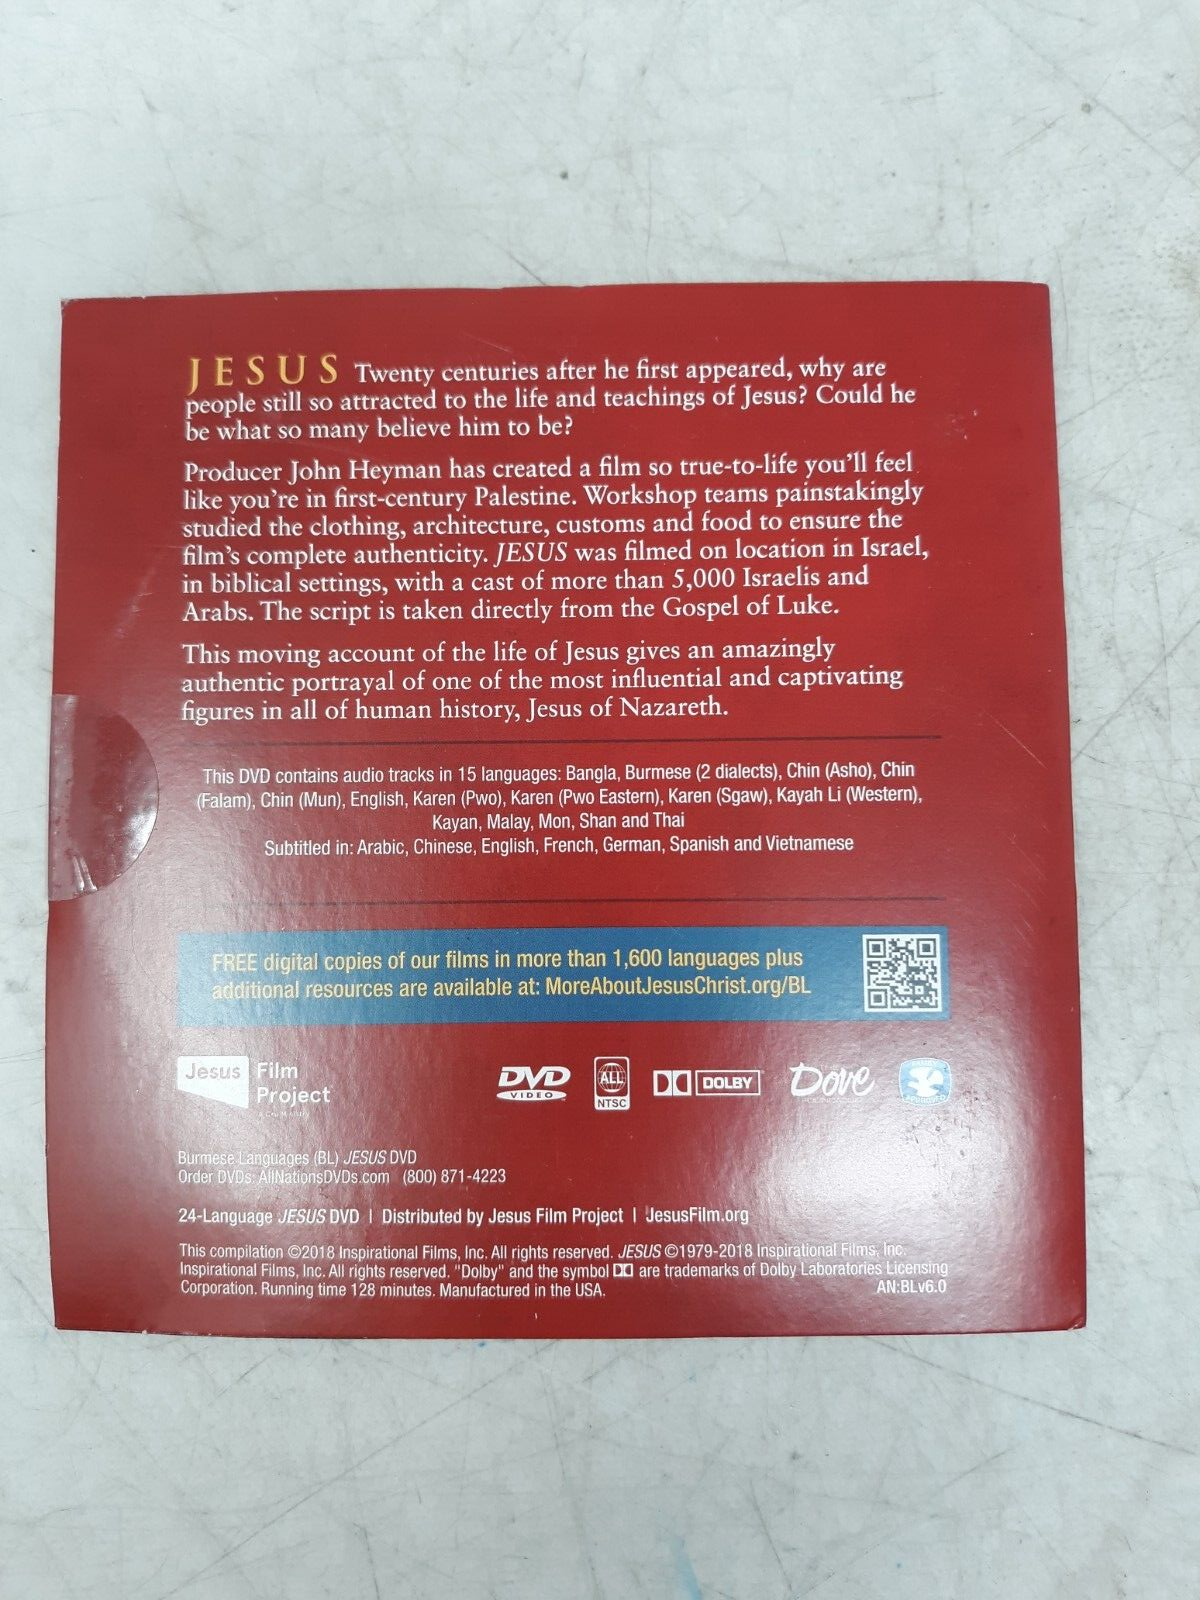 JESUS Twenty centuries after he first appeared, why are
people still so attracted to the life and teachings of Jesus? Could he
be what so many believe him to be?
Producer John Heyman has created a film so true-to-life you'll feel
like you're in first-century Palestine. Workshop teams painstakingly
studied the clothing, architecture, customs and food to ensure the
film's complete authenticity. JESUS was filmed on location in Israel,
in biblical settings, with a cast of more than 5,000 Israelis and
Arabs. The script is taken directly from the Gospel of Luke.
This moving account of the life of Jesus gives an amazingly
authentic portrayal of one of the most influential and captivating
figures in all of human history, Jesus of Nazareth.
This DVD contains audio tracks in 15 languages: Bangla, Burmese (2 dialects), Chin (Asho), Chin
(Falam), Chin (Mun), English, Karen (Pwo), Karen (Pwo Eastern), Karen (Sgaw), Kayah Li (Western),
Kayan, Malay, Mon, Shan and Thai
Subtitled in: Arabic, Chinese, English, French, German, Spanish and Vietnamese
FREE digital copies of our films in more than 1,600 languages plus
additional resources are available at: MoreAboutJesusChrist.org/BL
Jesus Film
Project
A Cru Ministry
DVD
VIDEO
ALL
NTSC
DOLBY
Dove
APPROVED
Burmese Languages (BL) JESUS DVD
Order DVDs: AllNationsDVDs.com (800) 871-4223
24-Language JESUS DVD | Distributed by Jesus Film Project | JesusFilm.org
This compilation ©2018 Inspirational Films, Inc. All rights reserved. JESUS ©1979-2018 Inspirational Films, Inc.
Inspirational Films, Inc. All rights reserved. "Dolby" and the symbol are trademarks of Dolby Laboratories Licensing
Corporation. Running time 128 minutes. Manufactured in the USA. AN:BLv6.0